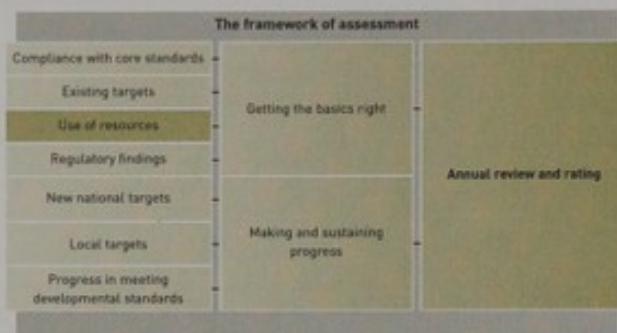 The framework of assessment
Compliance with core standards
Existing targets
Use of resources
Regulatory findings
New national targets
Local targets
Progress in meeting
developmental standards
Getting the basics right
Making and sustaining
progress
Annual review and rating